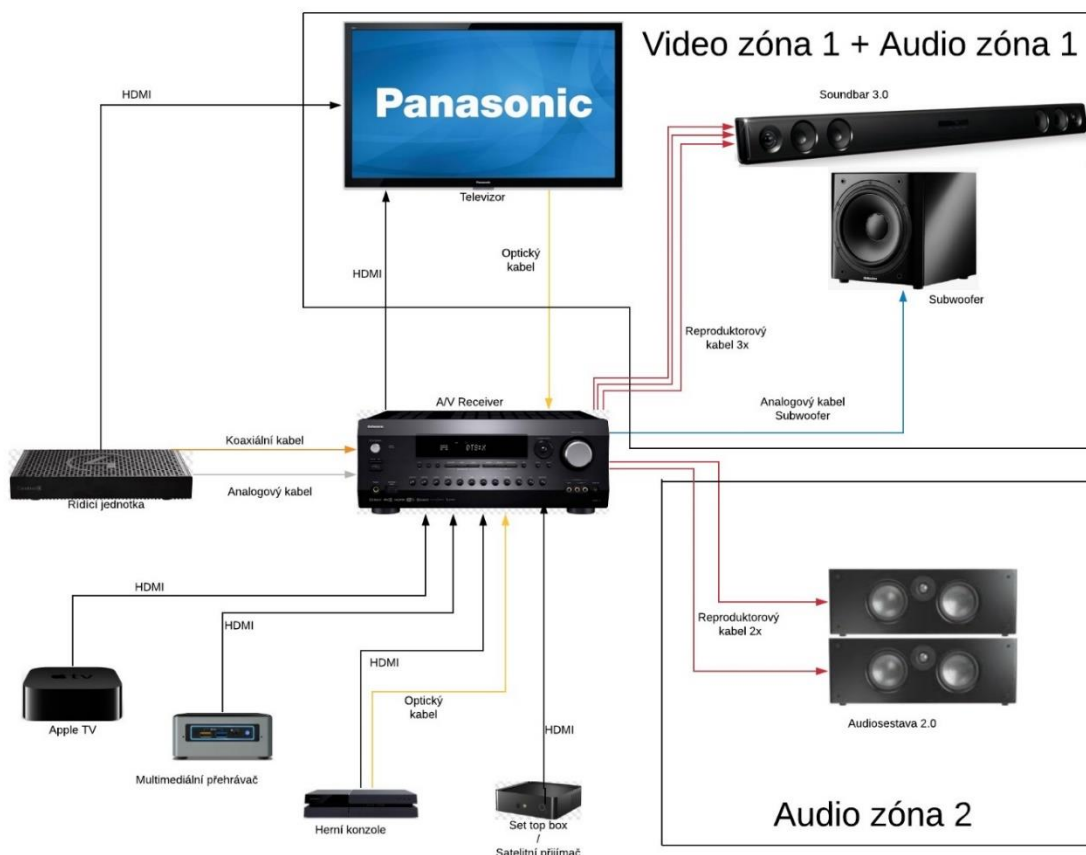 Video zóna 1 + Audio zóna 1
HDMI
Panasonic
Panasonic
Televizor
Soundbar 3.0
Subwoofer
HDMI
Optický
kabel
Reproduktorový
kabel 3x
Analogový kabel
Subwoofer
A/V Receiver
Koaxiální kabel
Analogový kabel
Řídicí jednotka
HDMI
HDMI
HDMI
Optický
kabel
HDMI
tv
Apple TV
Multimediální přehrávač
Herní konzole
Set top box
/
Satelitní přijímač
Reproduktorový
kabel 2x
Audiosestava 2.0
Audio zóna 2